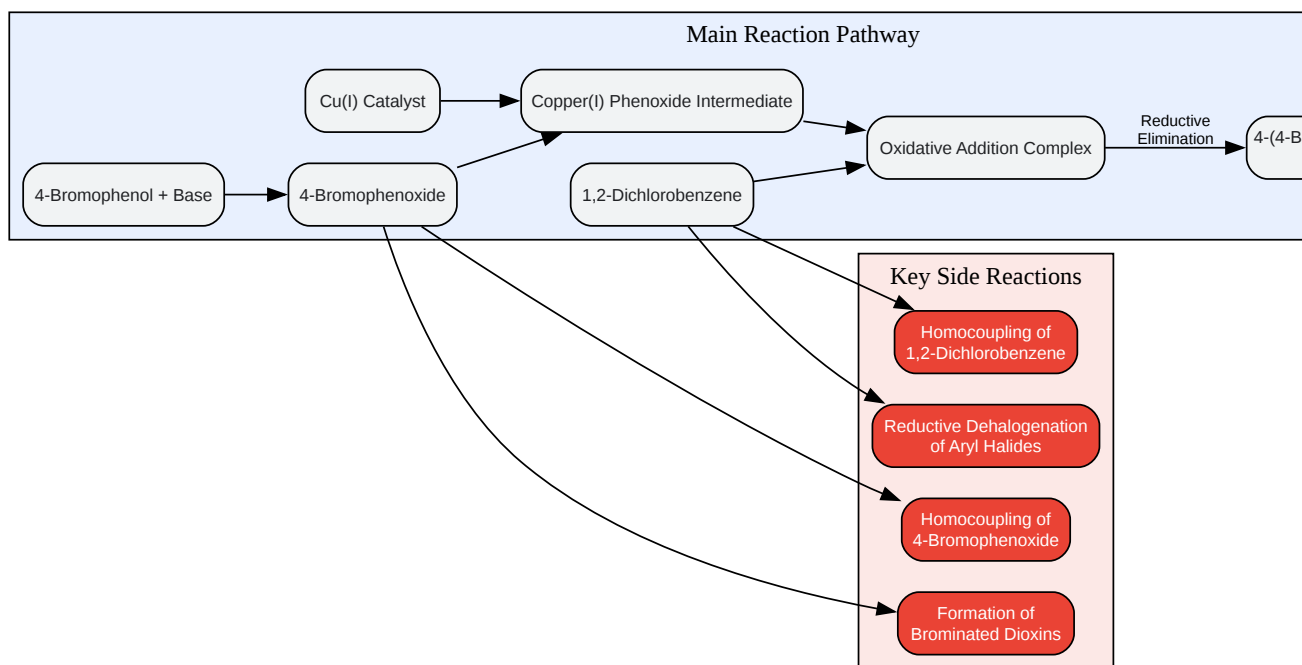 Main Reaction Pathway
Cu(I) Catalyst
Copper(I) Phenoxide Intermediate
Oxidative Addition Complex
Reductive
Elimination
4-(4-B
4-Bromophenol + Base
4-Bromophenoxide
1,2-Dichlorobenzene
Key Side Reactions
Homocoupling of
1,2-Dichlorobenzene
Reductive Dehalogenation
of Aryl Halides
Homocoupling of
4-Bromophenoxide
Formation of
Brominated Dioxins